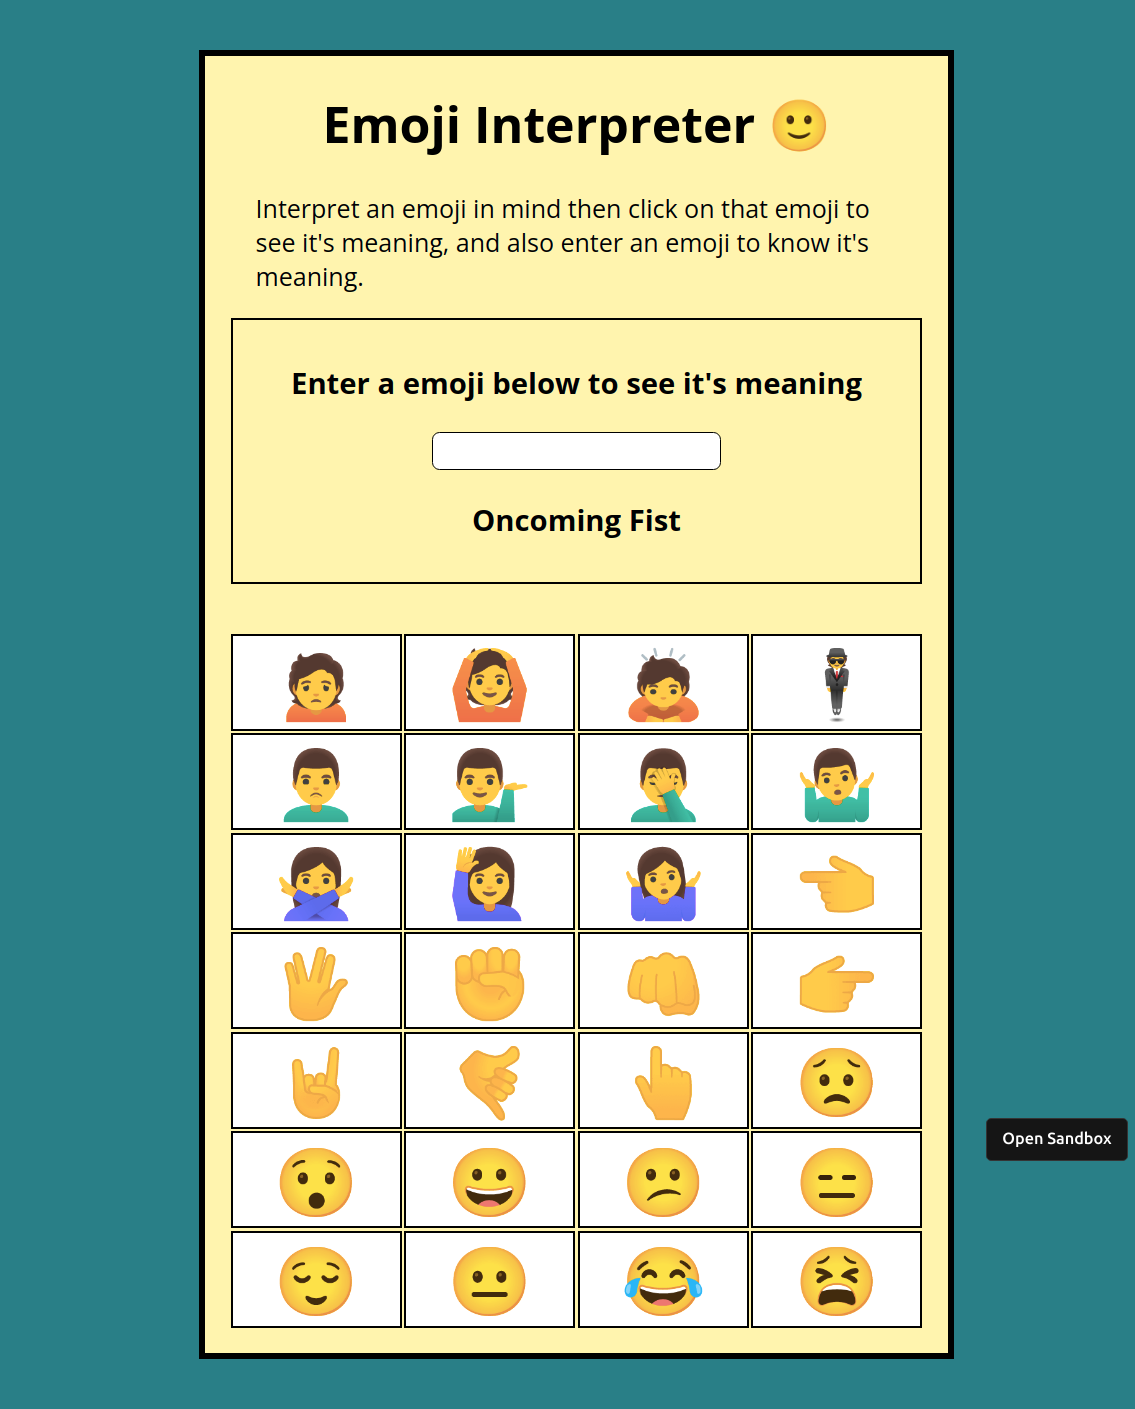 Emoji Interpreter 🙂
Interpret an emoji in mind then click on that emoji to
see it's meaning, and also enter an emoji to know it's
meaning.
Enter a emoji below to see it's meaning
Oncoming Fist
Open Sandbox